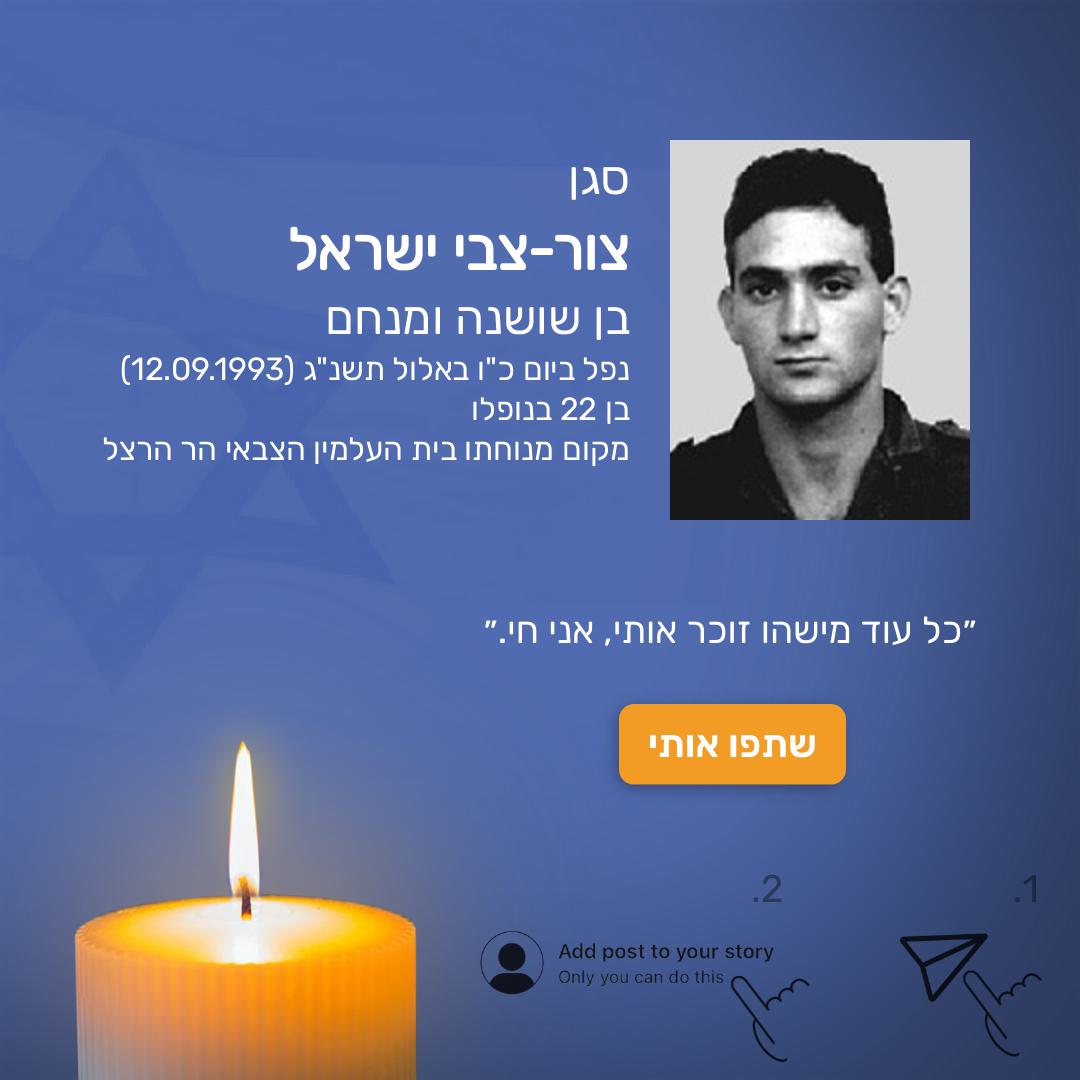 סגן
צור-צבי ישראל
בן שושנה ומנחם
נפל ביום כ"ו באלול תשנ"ג (12.09.1993)
בן 22 בנופלו
מקום מנוחתו בית העלמין הצבאי הר הרצל
״כל עוד מישהו זוכר אותי, אני חי.״
שתפו אותי
1.
2.
Add post to your story
Only you can do this